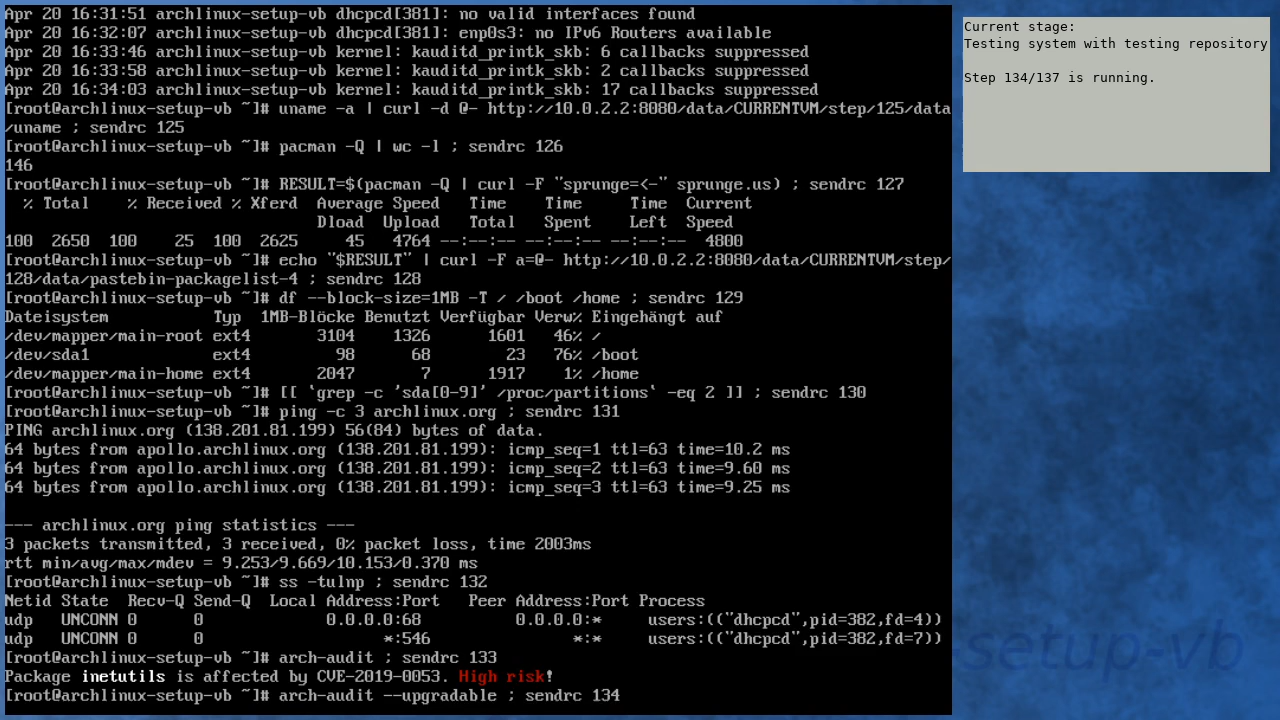 Apr 20 16:31:51 archlinux-setup-vb dhcpcd[381]: no valid interfaces found
Apr 20 16:32:07 archlinux-setup-vb dhcpcd[381]: enp0s3: no IPv6 Routers available
Apr 20 16:33:46 archlinux-setup-vb kernel: kauditd_printk_skb: 6 callbacks suppressed
Apr 20 16:33:58 archlinux-setup-vb kernel: kauditd_printk_skb: 2 callbacks suppressed
Apr 20 16:34:03 archlinux-setup-vb kernel: kauditd_printk_skb: 17 callbacks suppressed
[root@archlinux-setup-vb ~]# uname -a | curl -d @- http://10.0.2.2:8080/data/CURRENTVM/step/125/data
/uname ; sendrc 125
[root@archlinux-setup-vb ~]# pacman -Q | wc -l ; sendrc 126
146
[root@archlinux-setup-vb ~]# RESULT=$(pacman -Q | curl -F "sprunge=<-" sprunge.us) ; sendrc 127
  % Total    % Received % Xferd  Average Speed   Time    Time     Time  Current
                                 Dload  Upload   Total   Spent    Left  Speed
100  2650  100    25  100  2625     45   4764 --:--:-- --:--:-- --:--:--  4800
[root@archlinux-setup-vb ~]# echo "$RESULT" | curl -F a=@- http://10.0.2.2:8080/data/CURRENTVM/step/
128/data/pastebin-packagelist-4 ; sendrc 128
[root@archlinux-setup-vb ~]# df --block-size=1MB -T / /boot /home ; sendrc 129
Dateisystem           Typ  1MB-Blöcke Benutzt Verfügbar Verw% Eingehängt auf
/dev/mapper/main-root ext4       3104    1326      1601   46% /
/dev/sda1             ext4         98      68        23   76% /boot
/dev/mapper/main-home ext4       2047       7      1917    1% /home
[root@archlinux-setup-vb ~]# [[ `grep -c 'sda[0-9]' /proc/partitions` -eq 2 ]] ; sendrc 130
[root@archlinux-setup-vb ~]# ping -c 3 archlinux.org ; sendrc 131
PING archlinux.org (138.201.81.199) 56(84) bytes of data.
64 bytes from apollo.archlinux.org (138.201.81.199): icmp_seq=1 ttl=63 time=10.2 ms
64 bytes from apollo.archlinux.org (138.201.81.199): icmp_seq=2 ttl=63 time=9.60 ms
64 bytes from apollo.archlinux.org (138.201.81.199): icmp_seq=3 ttl=63 time=9.25 ms
--- archlinux.org ping statistics ---
3 packets transmitted, 3 received, 0% packet loss, time 2003ms
rtt min/avg/max/mdev = 9.253/9.669/10.153/0.370 ms
[root@archlinux-setup-vb ~]# ss -tulnp ; sendrc 132
Netid State  Recv-Q Send-Q  Local Address:Port   Peer Address:Port Process
udp   UNCONN 0      0             0.0.0.0:68          0.0.0.0:*     users:(("dhcpcd",pid=382,fd=4))
udp   UNCONN 0      0                   *:546               *:*     users:(("dhcpcd",pid=382,fd=7))
[root@archlinux-setup-vb ~]# arch-audit ; sendrc 133
Package inetutils is affected by CVE-2019-0053. High risk!
[root@archlinux-setup-vb ~]# arch-audit --upgradable ; sendrc 134
Current stage:
Testing system with testing repository
Step 134/137 is running.
setup-vb